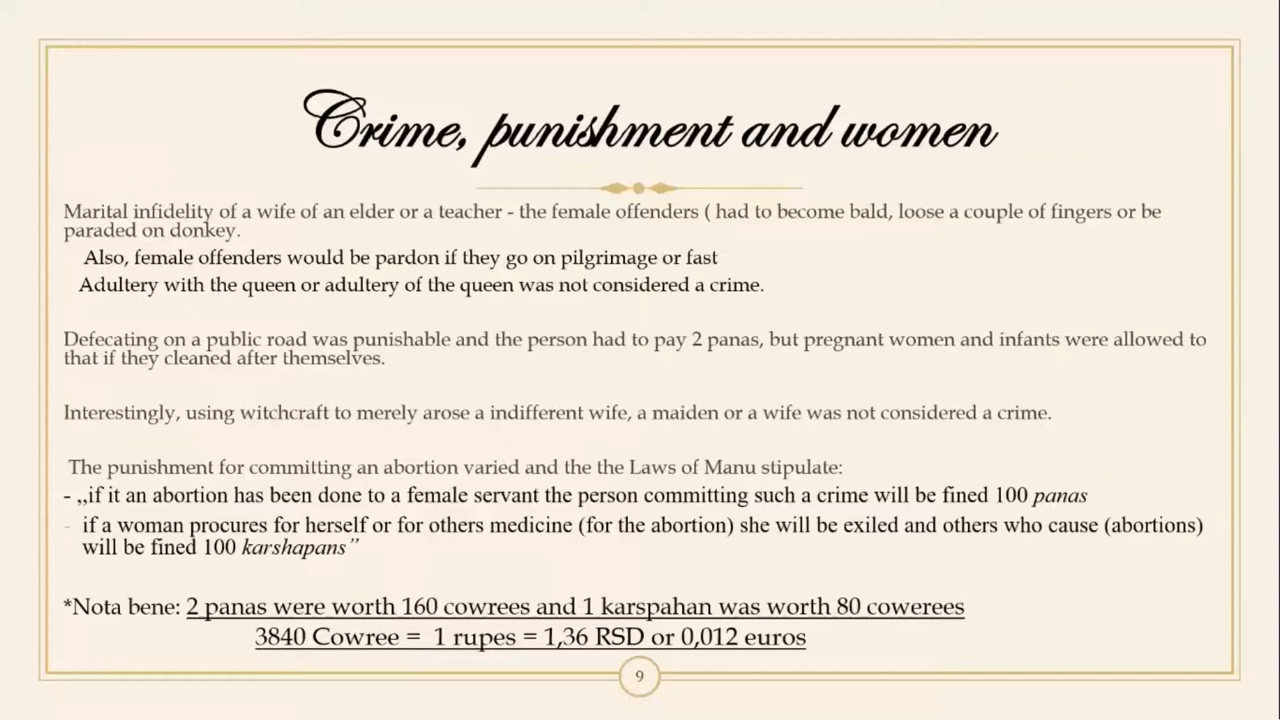 Crime, punishment and women
Marital infidelity of a wife of an elder or a teacher - the female offenders ( had to become bald, loose a couple of fingers or be
paraded on donkey.
Also, female offenders would be pardon if they go on pilgrimage or fast
Adultery with the queen or adultery of the queen was not considered a crime.
Defecating on a public road was punishable and the person had to pay 2 panas, but pregnant women and infants were allowed to
that if they cleaned after themselves.
Interestingly, using witchcraft to merely arose a indifferent wife, a maiden or a wife was not considered a crime.
The punishment for committing an abortion varied and the the Laws of Manu stipulate:
- „if it an abortion has been done to a female servant the person committing such a crime will be fined 100 panas
- if a woman procures for herself or for others medicine (for the abortion) she will be exiled and others who cause (abortions)
will be fined 100 karshapans”
*Nota bene: 2 panas were worth 160 cowrees and 1 karspahan was worth 80 cowerees
3840 Cowree = 1 rupes = 1,36 RSD or 0,012 euros
9